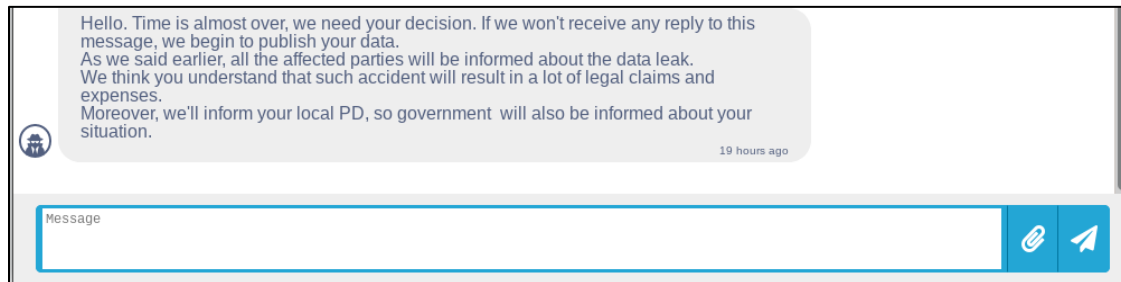 Hello. Time is almost over, we need your decision. If we won't receive any reply to this
message, we begin to publish your data.
As we said earlier, all the affected parties will be informed about the data leak.
We think you understand that such accident will result in a lot of legal claims and
expenses.
Moreover, we'll inform your local PD, so government  will also be informed about your
situation.
19 hours ago
Message